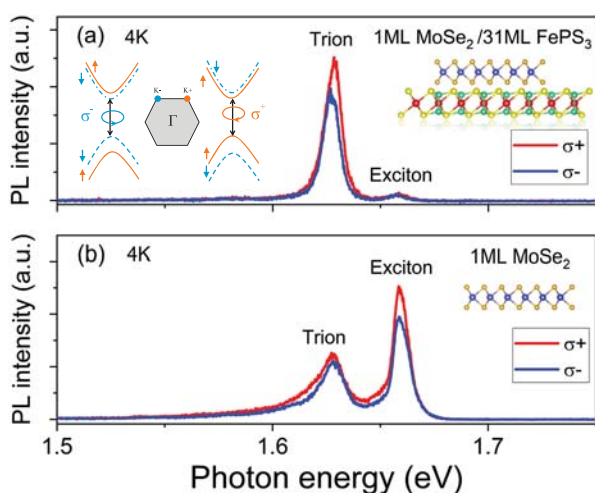 (a) 4K
Trion
1ML MoSe₂/31ML FePS₃
K- K+
σ⁻
Γ
σ⁺
Exciton
σ+
σ-
PL intensity (a.u.)
(b) 4K
Exciton
1ML MoSe₂
Trion
σ+
σ-
PL intensity (a.u.)
1.5 1.6 1.7
Photon energy (eV)